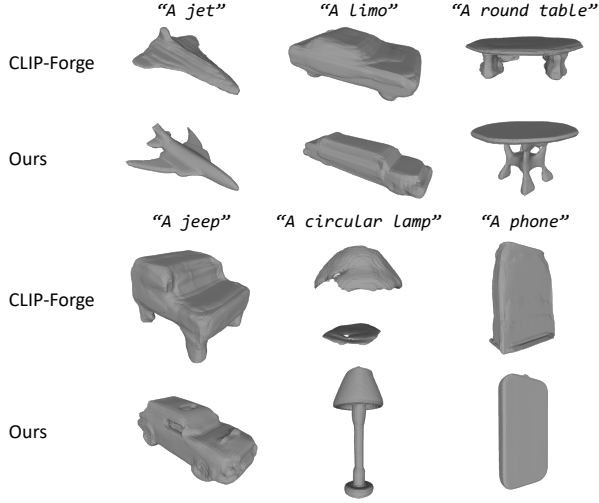 “A jet” “A limo” “A round table”
CLIP-Forge
Ours
“A jeep” “A circular lamp” “A phone”
CLIP-Forge
Ours